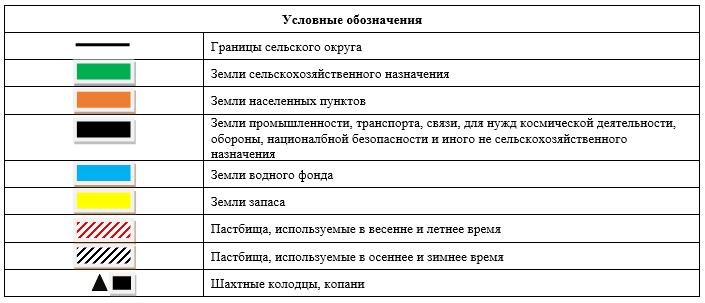 Условные обозначения
Границы сельского округа
Земли сельскохозяйственного назначения
Земли населенных пунктов
Земли промышленности, транспорта, связи, для нужд космической деятельности,
обороны, националбной безопасности и иного не сельскохозяйственного
назначения
Земли водного фонда
Земли запаса
Пастбища, используемые в весенне и летнее время
Пастбища, используемые в осеннее и зимнее время
Шахтные колодцы, копани